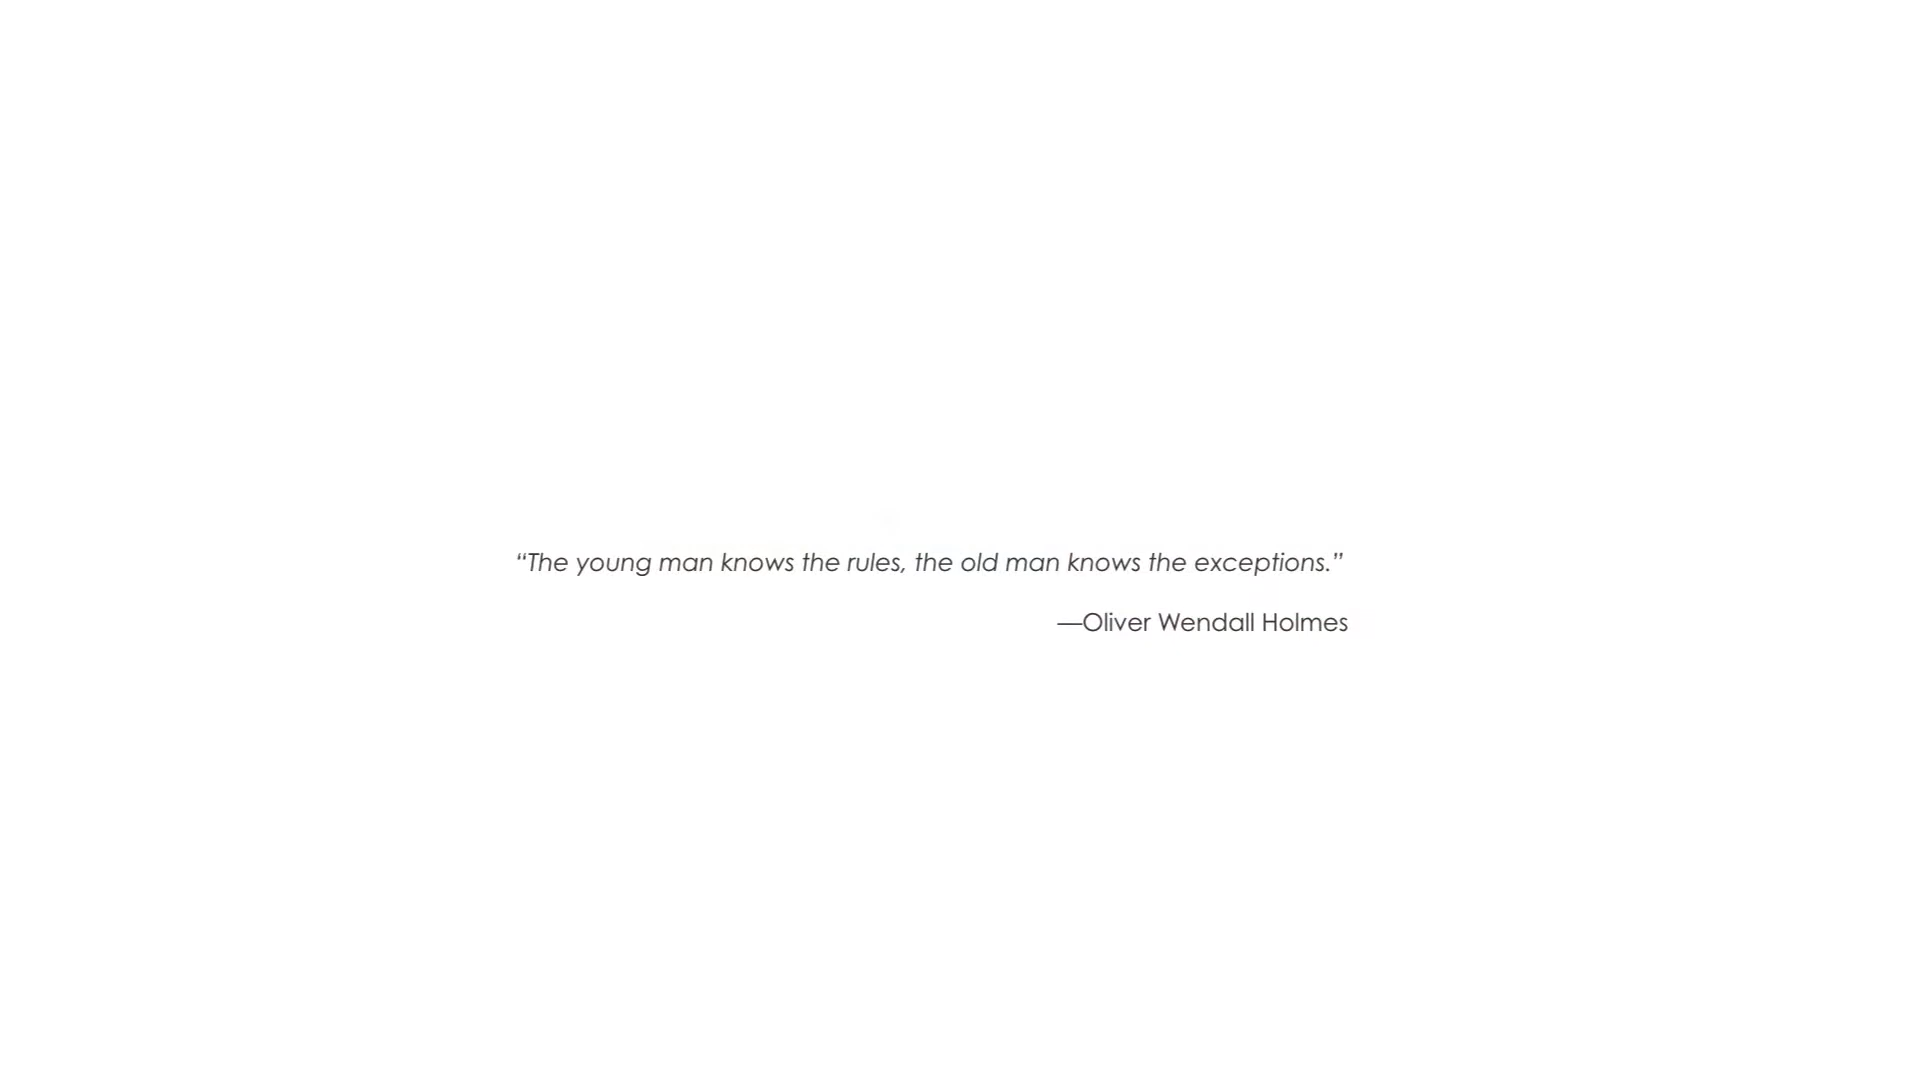 “The young man knows the rules, the old man knows the exceptions.”
—Oliver Wendall Holmes